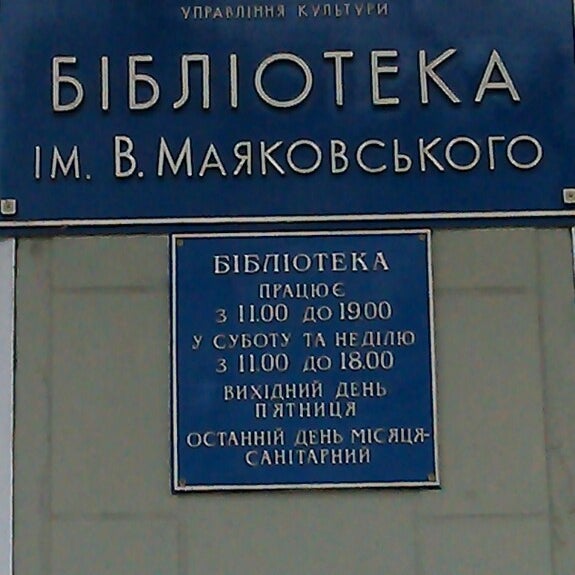 УПРАВЛІННЯ КУЛЬТУРИ
БІБЛІОТЕКА
ІМ. В. МАЯКОВСЬКОГО
БІБЛІОТЕКА
ПРАЦЮЄ
З 11.00 ДО 19.00
У СУБОТУ ТА НЕДІЛЮ
З 11.00 ДО 18.00
ВИХІДНИЙ ДЕНЬ
П'ЯТНИЦЯ
ОСТАННІЙ ДЕНЬ МІСЯЦЯ-
САНІТАРНИЙ